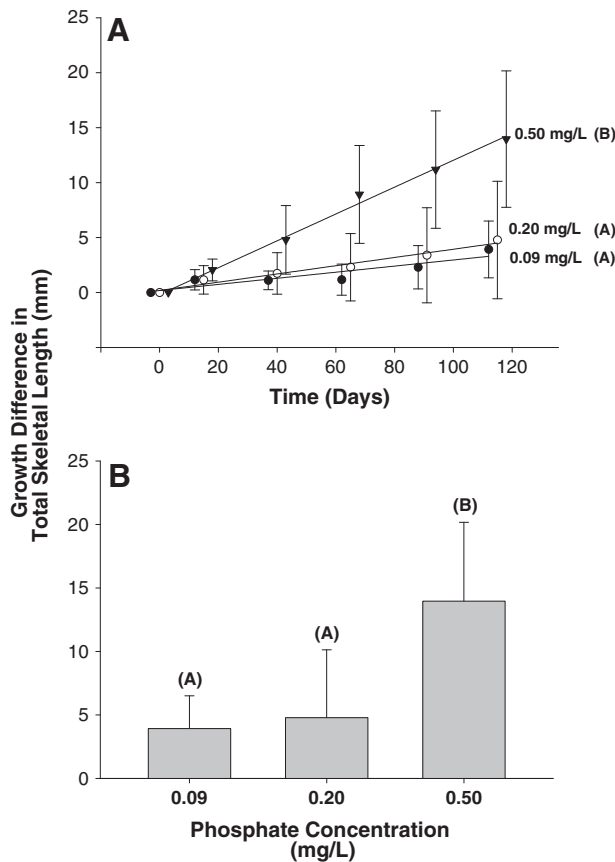 A
25
20
15
10
5
0
0.50 mg/L (B)
0.20 mg/L (A)
0.09 mg/L (A)
0 20 40 60 80 100 120
Time (Days)
Growth Difference in
Total Skeletal Length (mm)
B
25
20
15
10
5
0
(A)
(A)
(B)
0.09 0.20 0.50
Phosphate Concentration
(mg/L)